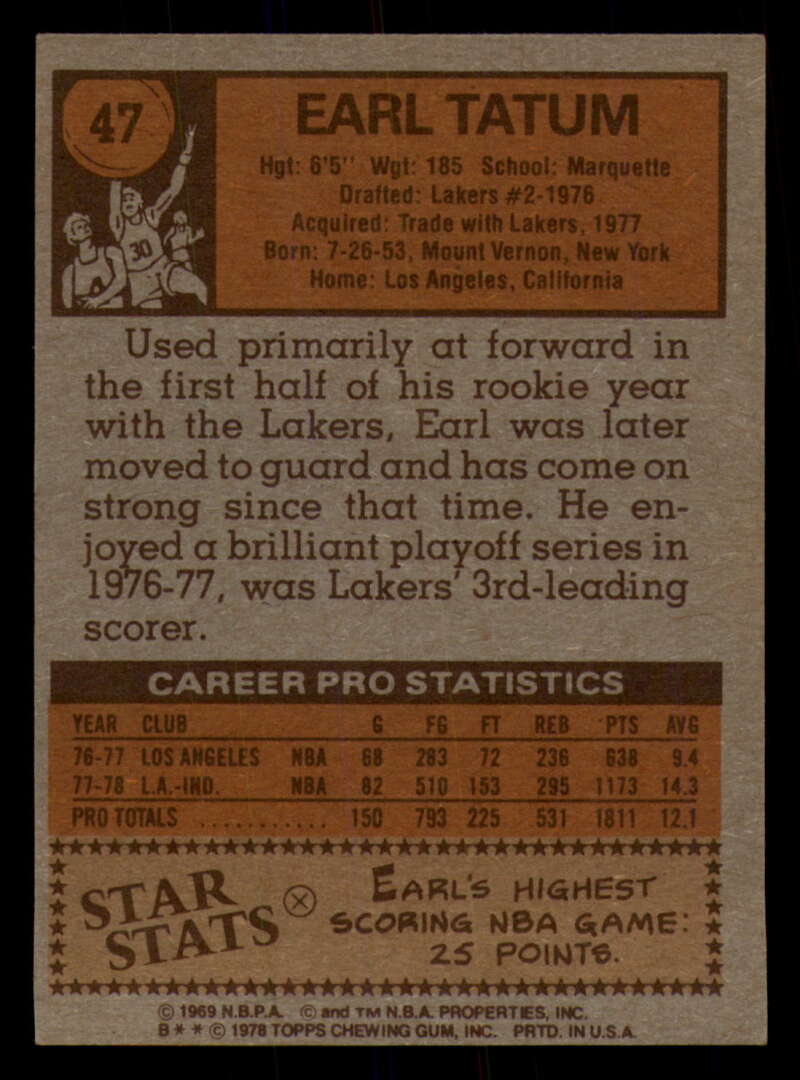 47
EARL TATUM
Hgt: 6'5" Wgt: 185 School: Marquette
Drafted: Lakers #2-1976
Acquired: Trade with Lakers, 1977
Born: 7-26-53, Mount Vernon, New York
Home: Los Angeles, California
30
4
Used primarily at forward in
the first half of his rookie year
with the Lakers, Earl was later
moved to guard and has come on
strong since that time. He en-
joyed a brilliant playoff series in
1976-77, was Lakers' 3rd-leading
scorer.
CAREER PRO STATISTICS
YEAR CLUB G FG FT REB PTS AVG
76-77 LOS ANGELES NBA 68 283 72 236 638 9.4
77-78 L.A.-IND. NBA 82 510 153 295 1173 14.3
PRO TOTALS ........... 150 793 225 531 1811 12.1
STAR
STATS
EARL'S HIGHEST
SCORING NBA GAME:
25 POINTS.
© 1969 N.B.P.A. © and TM N.B.A. PROPERTIES, INC.
B * * © 1978 TOPPS CHEWING GUM, INC. PRTD. IN U.S.A.